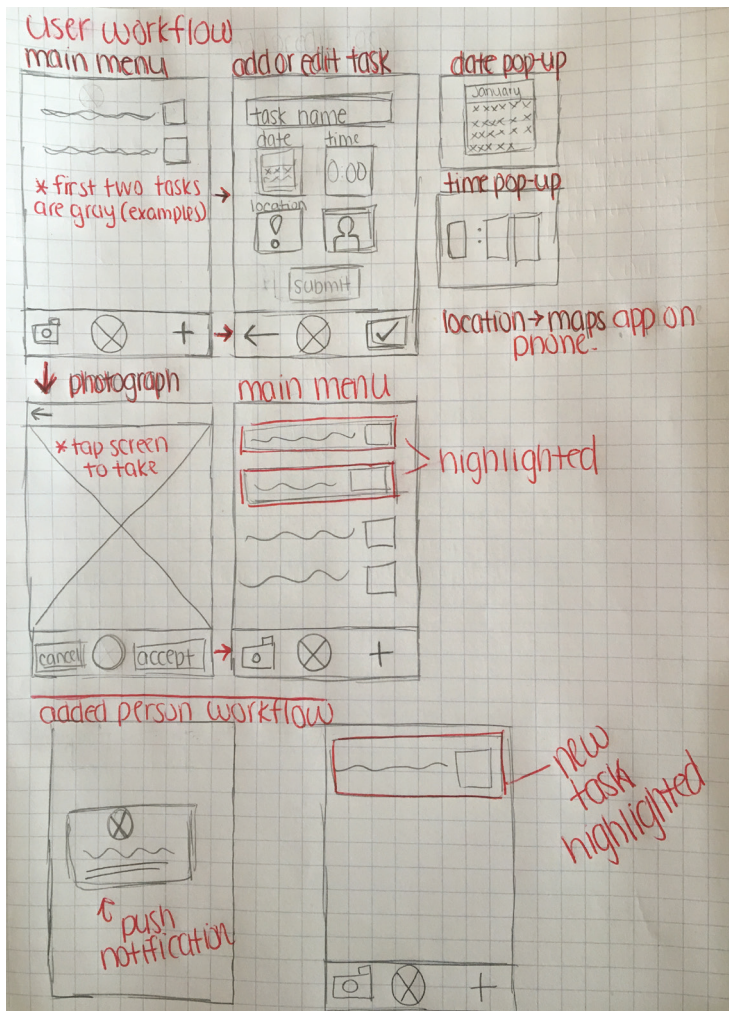 user workflow
main menu
add or edit task
date pop-up
task name
date
time
January
x x x x x x
x x x x x x
x x x x x x
x x x x x
0:00
* first two tasks
are gray (examples)
location
!
submit
time pop-up
:
location → maps app on
phone.
+
photograph
* tap screen
to take
cancel
accept
main menu
highlighted
+
added person workflow
push
notification
new
task
highlighted
+